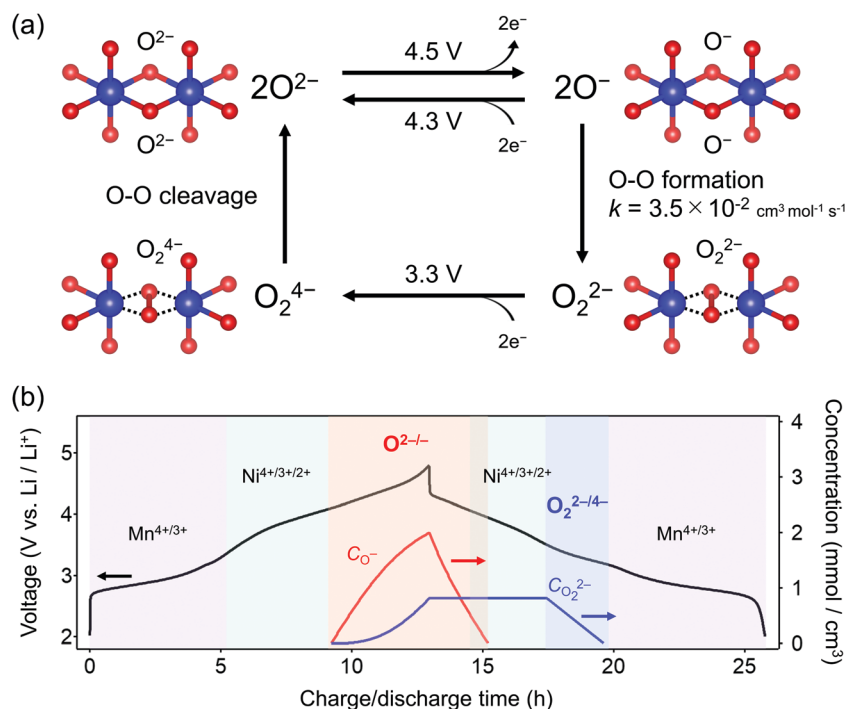 (a)
O²⁻
2O²⁻
O²⁻
4.5 V
2e⁻
4.3 V
2e⁻
2O⁻
O⁻
O⁻
O-O cleavage
O-O formation
k = 3.5 × 10⁻² cm³ mol⁻¹ s⁻¹
O₂⁴⁻
O₂⁴⁻
3.3 V
2e⁻
O₂²⁻
O₂²⁻
(b)
Voltage (V vs. Li / Li⁺)
5
4
3
2
Mn⁴⁺/³⁺
Ni⁴⁺/³⁺/²⁺
O²⁻/⁻
Ni⁴⁺/³⁺/²⁺
O₂²⁻/⁴⁻
Mn⁴⁺/³⁺
C_O⁻
C_O₂²⁻
4
3
2
1
0
Concentration (mmol / cm³)
0
5
10
15
20
25
Charge/discharge time (h)